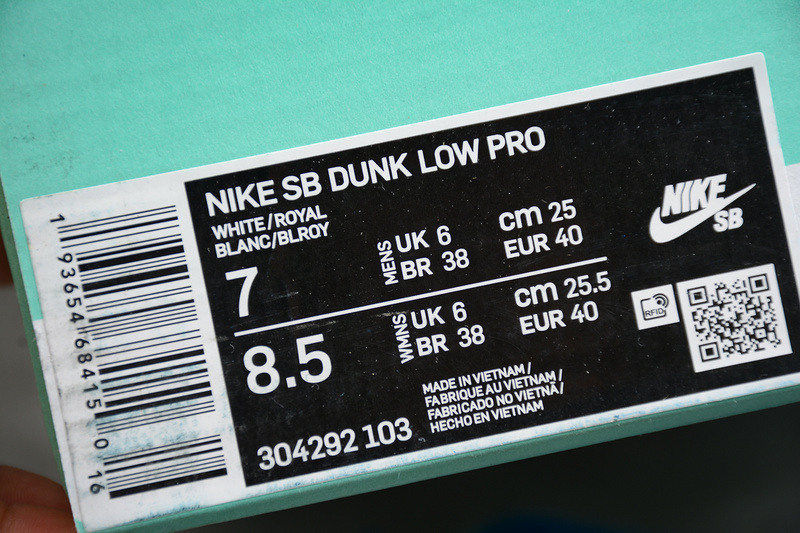 NIKE SB DUNK LOW PRO
WHITE/ROYAL
BLANC/BLROY
7
MENS
UK 6
BR 38
cm 25
EUR 40
8.5
WMNS
UK 6
BR 38
cm 25.5
EUR 40
MADE IN VIETNAM/
FABRIQUE AU VIETNAM/
FABRICADO NO VIETNÃ/
HECHO EN VIETNAM
304292 103
NIKE
SB
RFID
1 93654 68415 0 16